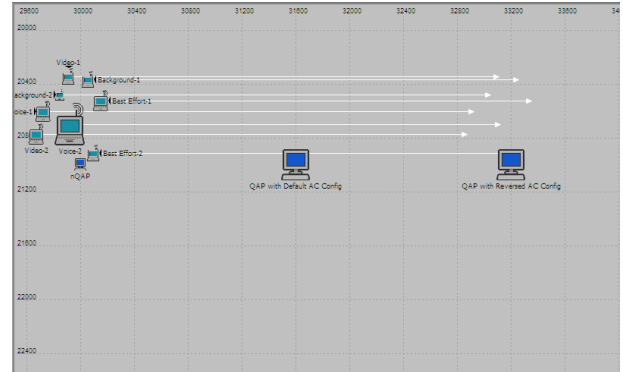 29600 30000 30400 30800 31200 31600 32000 32400 32800 33200 33600 34
20000
Video-1
20400
Background-1
ackground-2
Best Effort-1
oice-1
208
Video-2 Voice-2 Best Effort-2
nQAP
QAP with Default AC Config QAP with Reversed AC Config
21200
21600
22000
22400